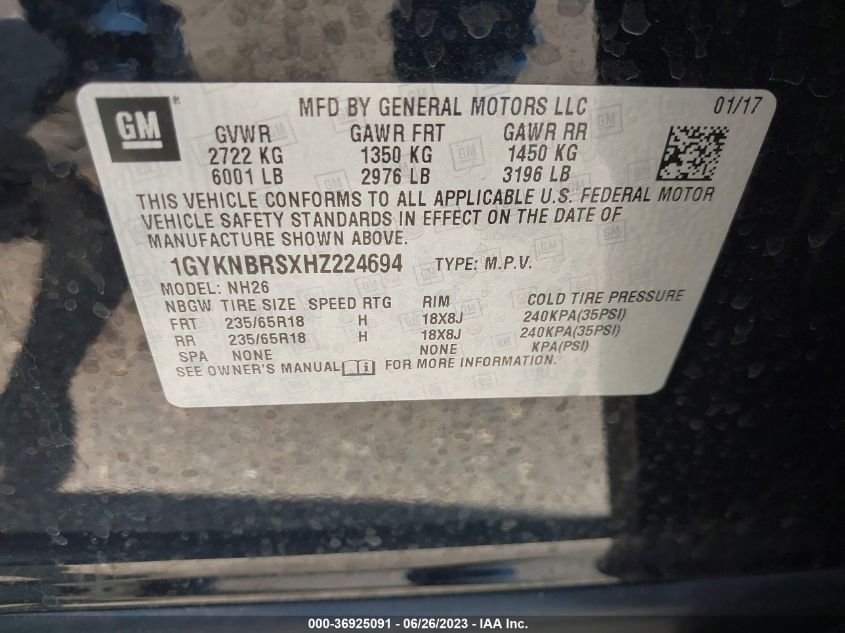 GM ® MFD BY GENERAL MOTORS LLC 01/17
GVWR GAWR FRT GAWR RR
2722 KG 1350 KG 1450 KG
6001 LB 2976 LB 3196 LB
THIS VEHICLE CONFORMS TO ALL APPLICABLE U.S. FEDERAL MOTOR
VEHICLE SAFETY STANDARDS IN EFFECT ON THE DATE OF
MANUFACTURE SHOWN ABOVE.
1GYKNBRSXHZ224694 TYPE: M.P.V.
MODEL: NH26
NBGW TIRE SIZE SPEED RTG RIM COLD TIRE PRESSURE
FRT 235/65R18 H 18X8J 240KPA(35PSI)
RR 235/65R18 H 18X8J 240KPA(35PSI)
SPA NONE NONE KPA(PSI)
SEE OWNER'S MANUAL FOR MORE INFORMATION.
000-36925091 - 06/26/2023 - IAA Inc.